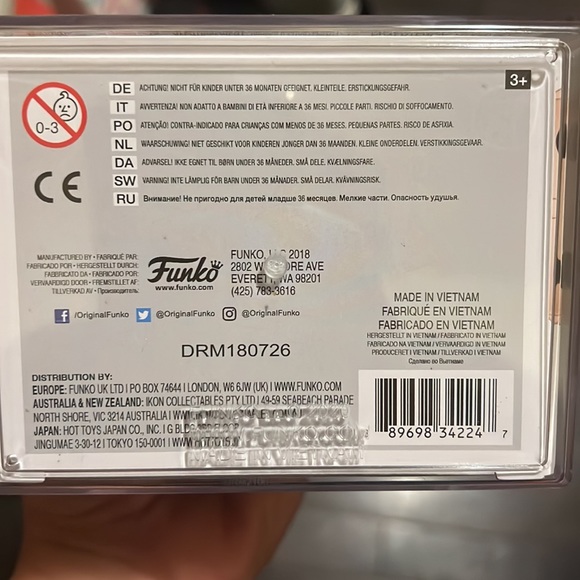 3+
0-3
DE ACHTUNG! NICHT FÜR KINDER UNTER 36 MONATEN GEEIGNET. KLEINTEILE. ERSTICKUNGSGEFAHR.
IT AVVERTENZA! NON ADATTO A BAMBINI DI ETÀ INFERIORE A 36 MESI. PICCOLE PARTI. RISCHIO DI SOFFOCAMENTO.
PO ATENÇÃO! CONTRA-INDICADO PARA CRIANÇAS COM MENOS DE 36 MESES. PEQUENAS PARTES. RISCO DE ASFIXIA.
NL WAARSCHUWING! NIET GESCHIKT VOOR KINDEREN JONGER DAN 36 MAANDEN. KLEINE ONDERDELEN. VERSTIKKINGSGEVAAR.
DA ADVARSEL! IKKE EGNET TIL BØRN UNDER 36 MÅNEDER. SMÅ DELE. KVÆLNINGSFARE.
SW VARNING! INTE LÄMPLIG FÖR BARN UNDER 36 MÅNADER. SMÅ DELAR. KVÄVNINGSRISK.
RU Внимание! Не пригодно для детей младше 36 месяцев. Мелкие части. Опасность удушья.
CE
MANUFACTURED BY • FABRIQUÉ PAR:
FABRICADO POR • HERGESTELLT DURCH:
FABBRICATO DA • FABRICADO POR:
VERVAARDIGD DOOR • FREMSTILLET AF:
TILLVERKAD AV • Производитель:
Funko
www.funko.com
FUNKO, LLC 2018
2802 AVE
EVERETT, WA 98201
(425) 783-3616
/OriginalFunko @OriginalFunko @OriginalFunko
DRM180726
MADE IN VIETNAM
FABRIQUÉ EN VIETNAM
FABRICADO EN VIETNAM
HERGESTELLT IN VIETNAM / FABBRICATO IN VIETNAM
FABRICADO NA VIETNAM / VERVAARDIGD IN VIETNAM
PRODUCERET I VIETNAM / TILLVERKAD I VIETNAM
Сделано во Вьетнаме
DISTRIBUTION BY:
EUROPE: FUNKO UK LTD I PO BOX 74644 I LONDON, W6 6JW (UK) I WWW.FUNKO.COM
AUSTRALIA & NEW ZEALAND: IKON COLLECTABLES PTY LTD / 49-59 SEABEACH PARADE
NORTH SHORE, VIC 3214 AUSTRALIA I
JAPAN: HOT TOYS JAPAN CO., INC. I
JINGUMAE 3-30-12 I TOKYO 150-0001 I
MADE IN VIETNAM
89698 34224 7